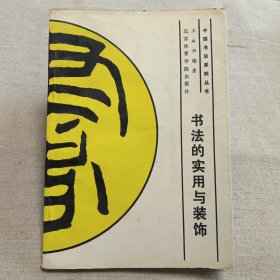 中国书法系列丛书
北京体育学院出版社
书法的实用与装饰